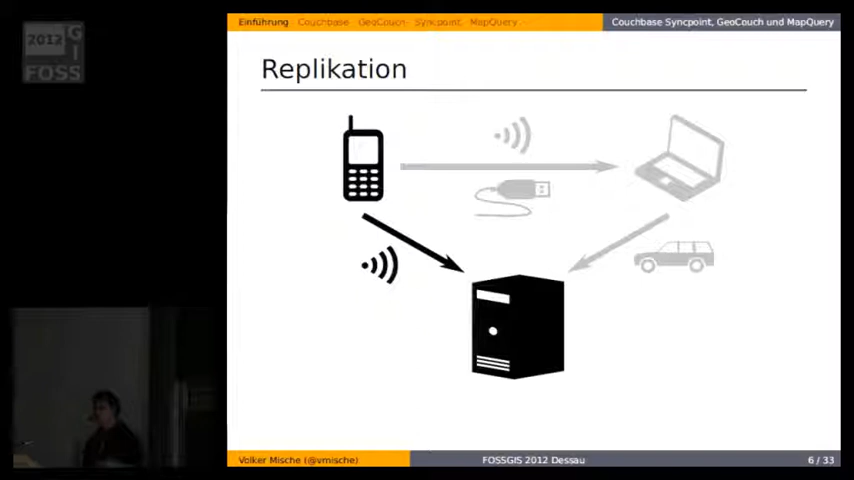 Einführung Couchbase GeoCouch Syncpoint MapQuery
Couchbase Syncpoint, GeoCouch und MapQuery
2012
GI
FOSS
Replikation
Volker Mische (@vmische)
FOSSGIS 2012 Dessau
6 / 33